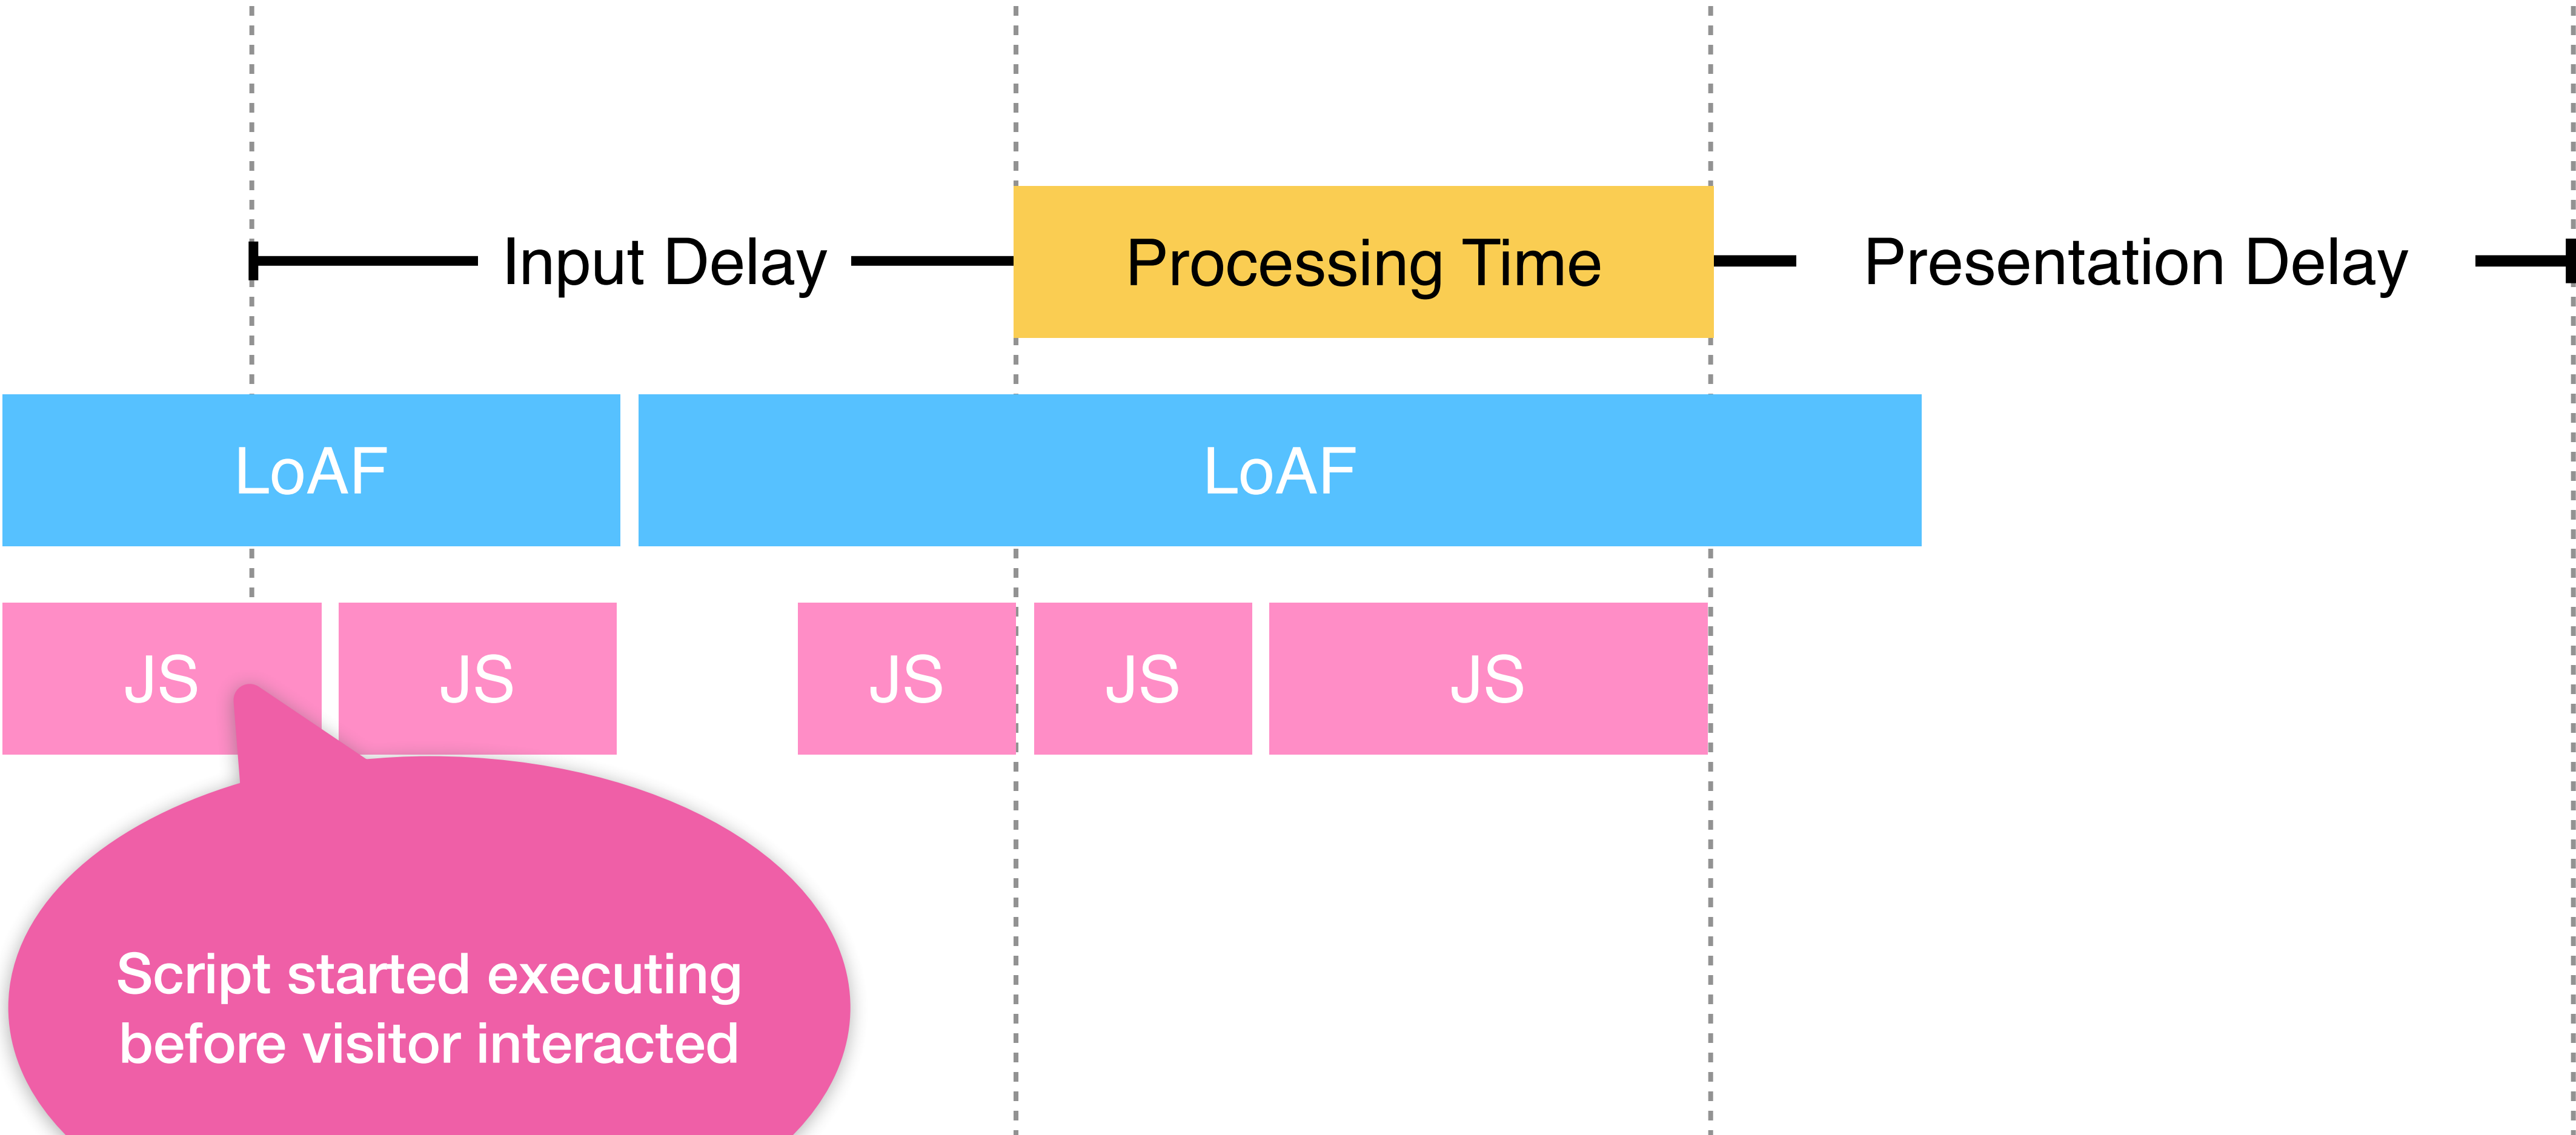 Input Delay
Processing Time
Presentation Delay
LoAF
LoAF
JS
JS
JS
JS
JS
Script started executing
before visitor interacted